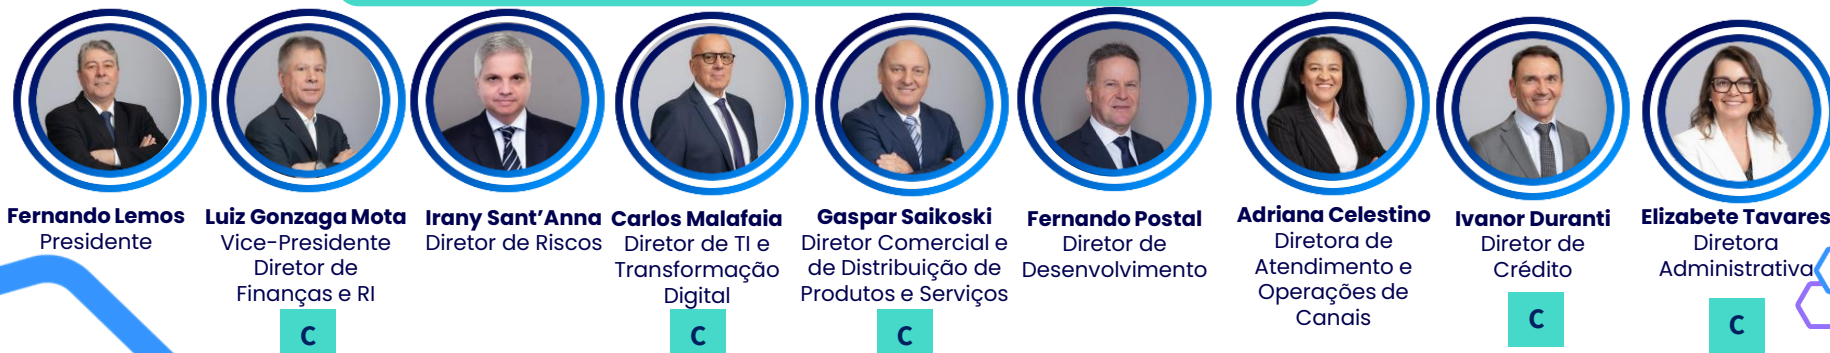 Fernando Lemos
Presidente
Luiz Gonzaga Mota
Vice-Presidente
Diretor de
Finanças e RI
C
Irany Sant’Anna
Diretor de Riscos
Carlos Malafaia
Diretor de TI e
Transformação
Digital
C
Gaspar Saikoski
Diretor Comercial e
de Distribuição de
Produtos e Serviços
C
Fernando Postal
Diretor de
Desenvolvimento
Adriana Celestino
Diretora de
Atendimento e
Operações de
Canais
Ivanor Duranti
Diretor de
Crédito
C
Elizabete Tavares
Diretora
Administrativa
C